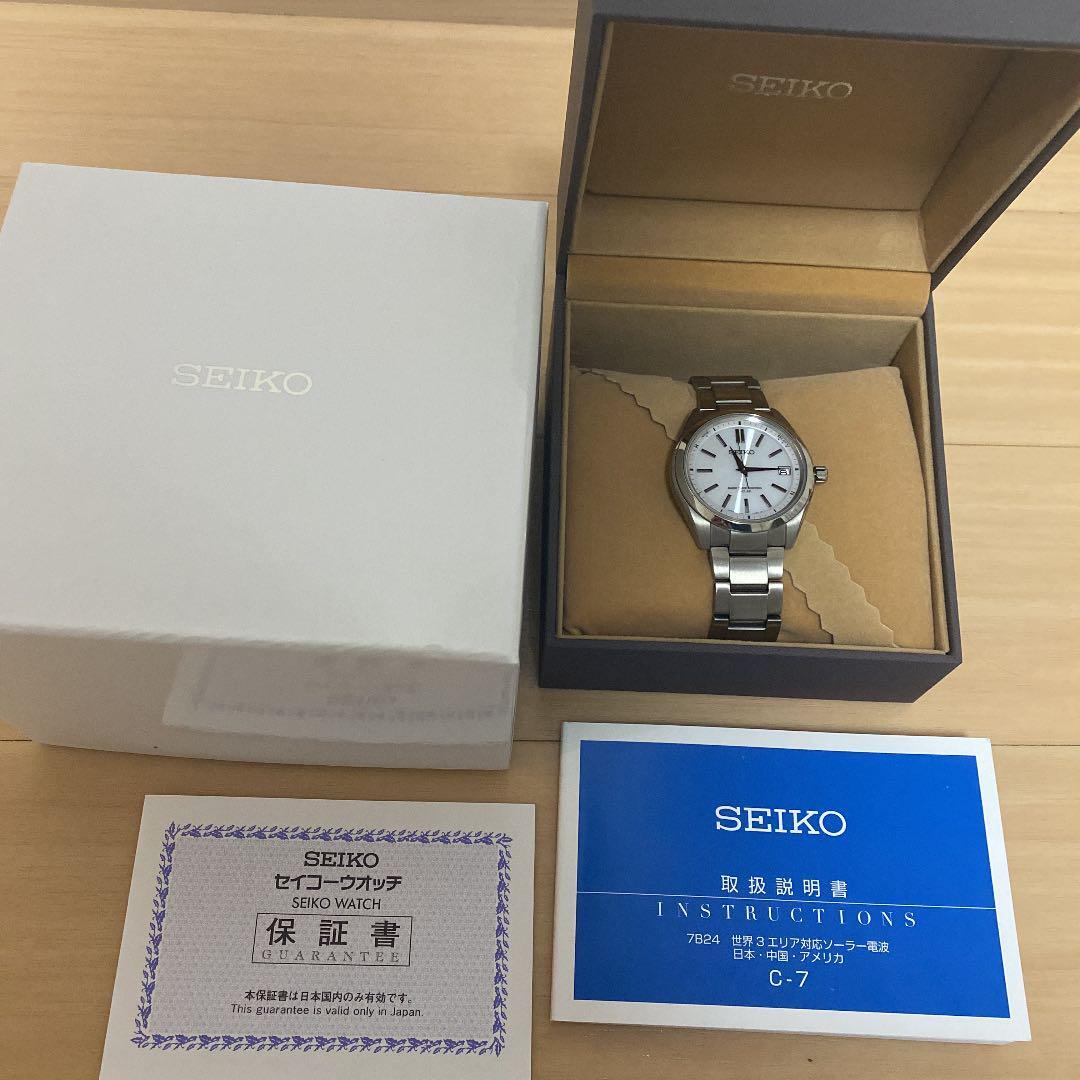 SEIKO
SEIKO
SEIKO
SEIKO
セイコーウオッチ
SEIKO WATCH
保証書
GUARANTEE
本保証書は日本国内のみ有効です。
This guarantee is valid only in Japan.
SEIKO
取扱説明書
INSTRUCTIONS
7B24 世界3エリア対応ソーラー電波
日本・中国・アメリカ
C-7